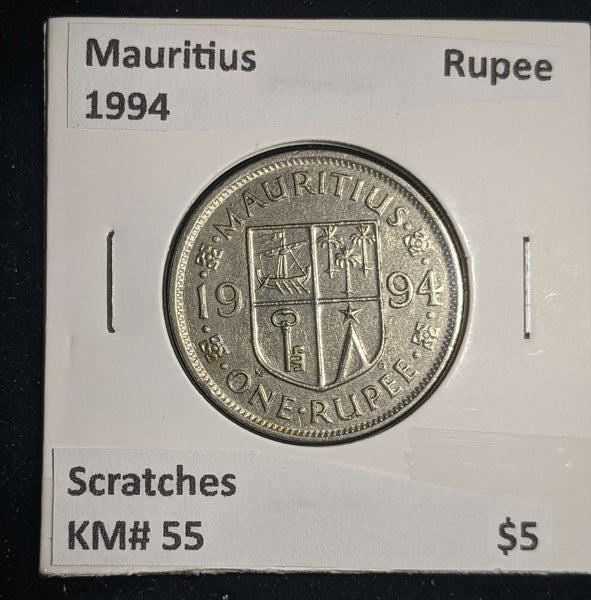 Mauritius Rupee
1994
MAURITIUS
19 94
ONE·RUPEE
Scratches
KM# 55 $5